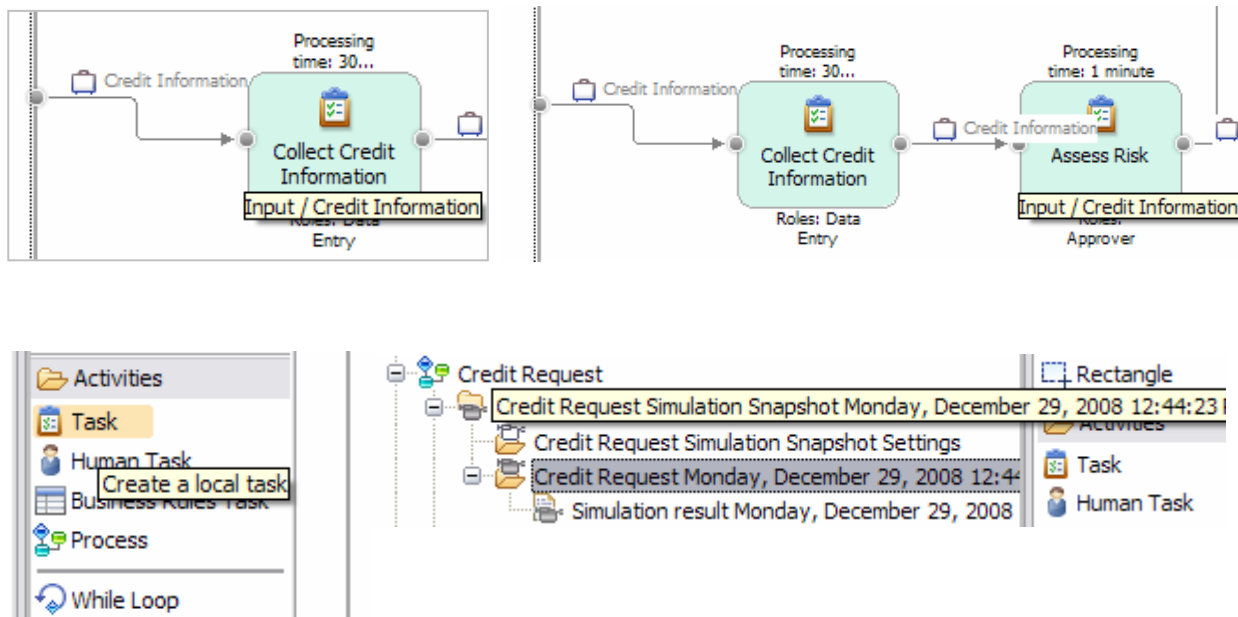 Processing
time: 30...
Credit Information
Collect Credit
Information
Input / Credit Information
Roles: Data
Entry
Processing
time: 30...
Credit Information
Collect Credit
Information
Roles: Data
Entry
Credit Information
Processing
time: 1 minute
Assess Risk
Input / Credit Information
Roles:
Approver
Activities
Task
Human Task
Create a local task
Business Rules Task
Process
While Loop
Credit Request
Credit Request Simulation Snapshot Monday, December 29, 2008 12:44:23
Credit Request Simulation Snapshot Settings
Credit Request Monday, December 29, 2008 12:44
Simulation result Monday, December 29, 2008
Rectangle
Activities
Task
Human Task